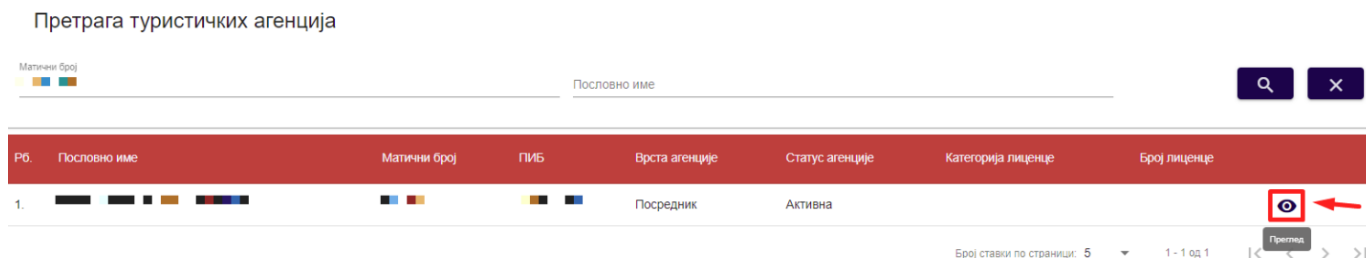 Претрага туристичких агенција
Матични број
Пословно име
Рб. Пословно име Матични број ПИБ Врста агенције Статус агенције Категорија лиценце Број лиценце
1. Посредник Активна
Преглед
Број ставки по страници: 5 1 - 1 од 1